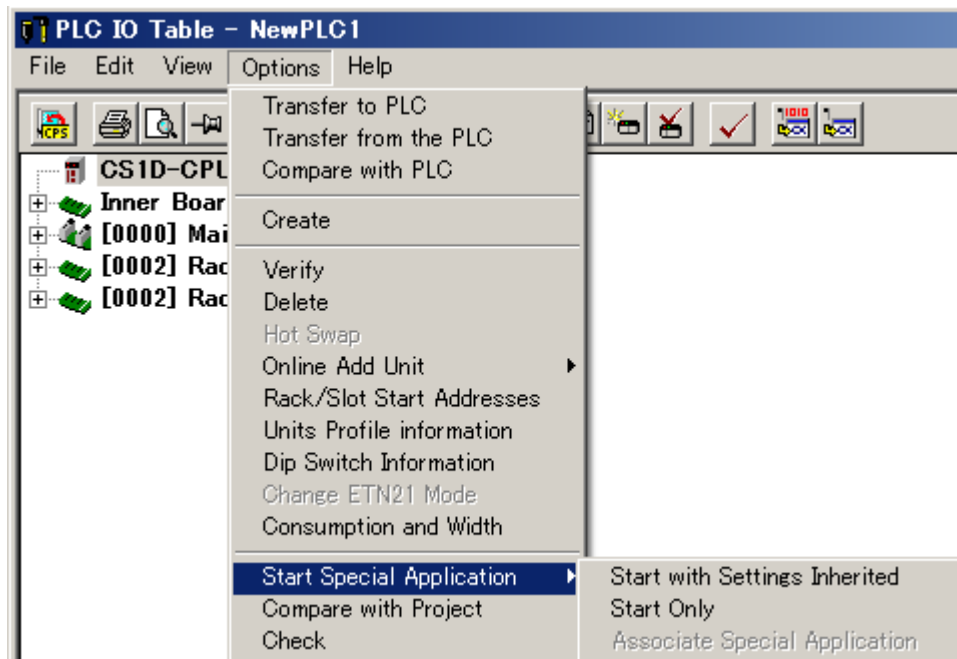 PLC IO Table - NewPLC1
File Edit View Options Help
CPS
1010
Transfer to PLC
Transfer from the PLC
Compare with PLC
Create
Verify
Delete
Hot Swap
Online Add Unit
Rack/Slot Start Addresses
Units Profile information
Dip Switch Information
Change ETN21 Mode
Consumption and Width
Start Special Application
Compare with Project
Check
CS1D-CPU
Inner Boar
[0000] Mai
[0002] Rac
[0002] Rac
Start with Settings Inherited
Start Only
Associate Special Application